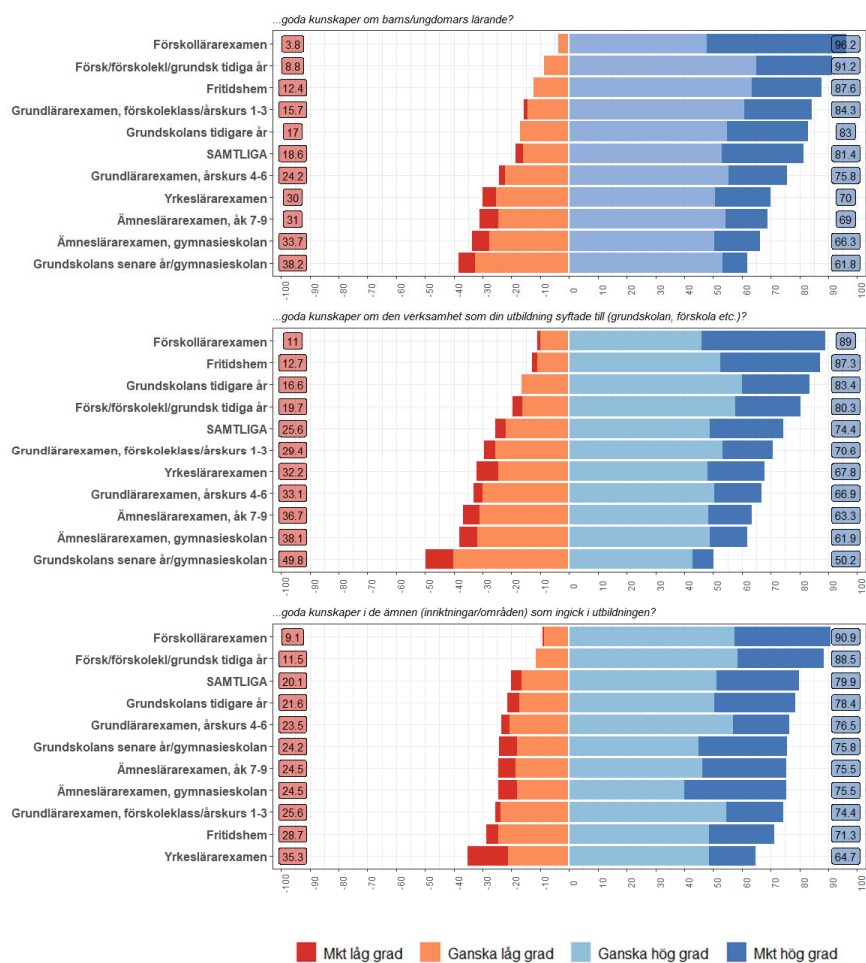 ...goda kunskaper om barns/ungdomars lärande?
Förskollärarexamen 3.8 96.2
Försk/förskolekl/grundsk tidiga år 8.8 91.2
Fritidshem 12.4 87.6
Grundlärarexamen, förskoleklass/årskurs 1-3 15.7 84.3
Grundskolans tidigare år 17 83
SAMTLIGA 18.6 81.4
Grundlärarexamen, årskurs 4-6 24.2 75.8
Yrkeslärarexamen 30 70
Ämneslärarexamen, åk 7-9 31 69
Ämneslärarexamen, gymnasieskolan 33.7 66.3
Grundskolans senare år/gymnasieskolan 38.2 61.8
-100 -90 -80 -70 -60 -50 -40 -30 -20 -10 0 10 20 30 40 50 60 70 80 90 100
...goda kunskaper om den verksamhet som din utbildning syftade till (grundskolan, förskola etc.)?
Förskollärarexamen 11 89
Fritidshem 12.7 87.3
Grundskolans tidigare år 16.6 83.4
Försk/förskolekl/grundsk tidiga år 19.7 80.3
SAMTLIGA 25.6 74.4
Grundlärarexamen, förskoleklass/årskurs 1-3 29.4 70.6
Yrkeslärarexamen 32.2 67.8
Grundlärarexamen, årskurs 4-6 33.1 66.9
Ämneslärarexamen, åk 7-9 36.7 63.3
Ämneslärarexamen, gymnasieskolan 38.1 61.9
Grundskolans senare år/gymnasieskolan 49.8 50.2
-100 -90 -80 -70 -60 -50 -40 -30 -20 -10 0 10 20 30 40 50 60 70 80 90 100
...goda kunskaper i de ämnen (inriktningar/områden) som ingick i utbildningen?
Förskollärarexamen 9.1 90.9
Försk/förskolekl/grundsk tidiga år 11.5 88.5
SAMTLIGA 20.1 79.9
Grundskolans tidigare år 21.6 78.4
Grundlärarexamen, årskurs 4-6 23.5 76.5
Grundskolans senare år/gymnasieskolan 24.2 75.8
Ämneslärarexamen, åk 7-9 24.5 75.5
Ämneslärarexamen, gymnasieskolan 24.5 75.5
Grundlärarexamen, förskoleklass/årskurs 1-3 25.6 74.4
Fritidshem 28.7 71.3
Yrkeslärarexamen 35.3 64.7
-100 -90 -80 -70 -60 -50 -40 -30 -20 -10 0 10 20 30 40 50 60 70 80 90 100
Mkt låg grad Ganska låg grad Ganska hög grad Mkt hög grad